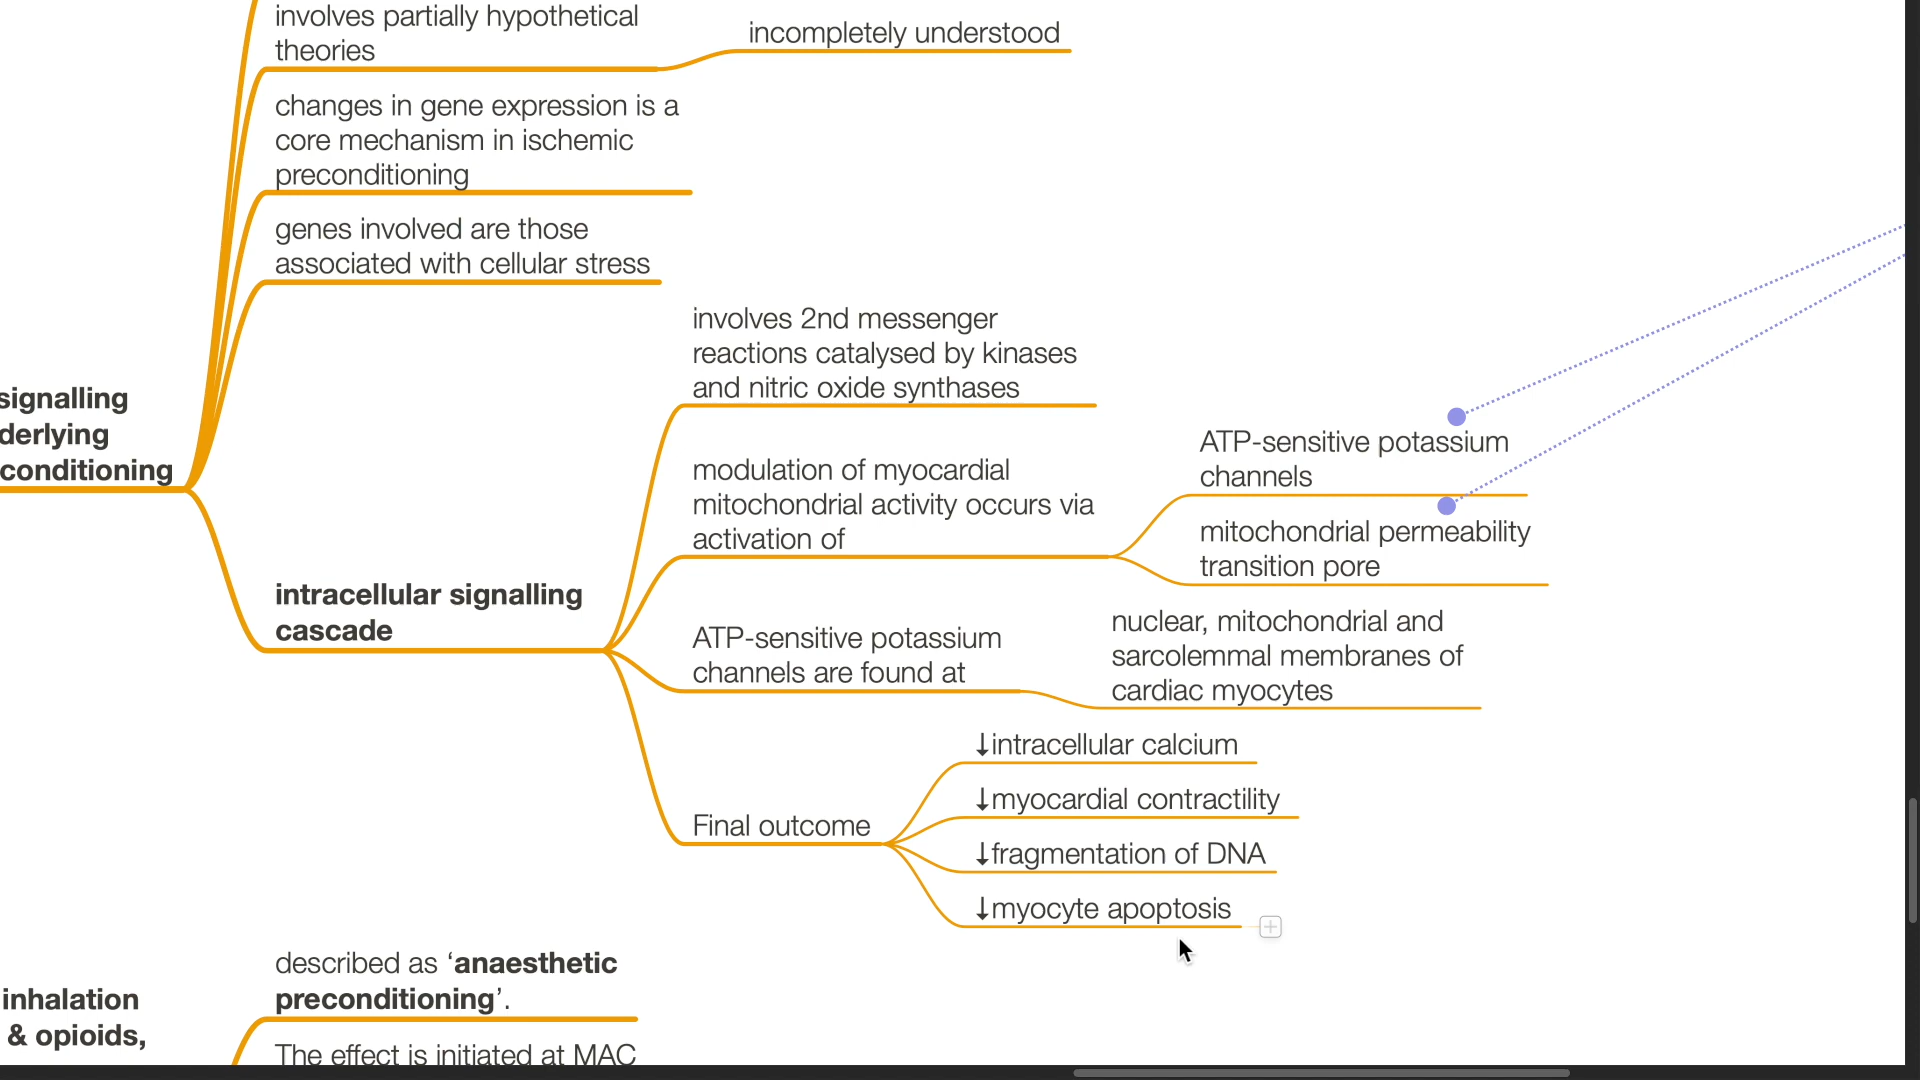 involves partially hypothetical
theories
incompletely understood
changes in gene expression is a
core mechanism in ischemic
preconditioning
genes involved are those
associated with cellular stress
signalling
derlying
conditioning
intracellular signalling
cascade
involves 2nd messenger
reactions catalysed by kinases
and nitric oxide synthases
modulation of myocardial
mitochondrial activity occurs via
activation of
ATP-sensitive potassium
channels
mitochondrial permeability
transition pore
ATP-sensitive potassium
channels are found at
nuclear, mitochondrial and
sarcolemmal membranes of
cardiac myocytes
Final outcome
↓intracellular calcium
↓myocardial contractility
↓fragmentation of DNA
↓myocyte apoptosis
inhalation
& opioids,
described as ‘anaesthetic
preconditioning’.
The effect is initiated at MAC